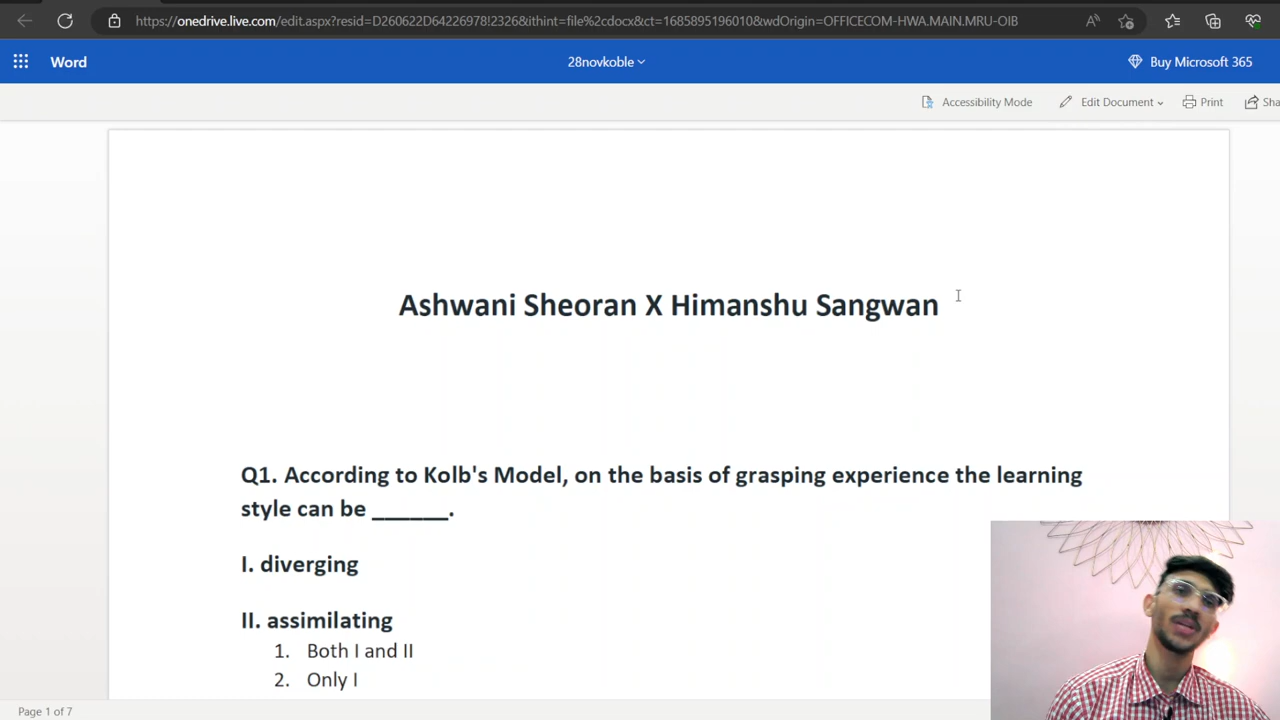 https://onedrive.live.com/edit.aspx?resid=D260622D64226978!2326&ithint=file%2cdocx&ct=1685895196010&wdOrigin=OFFICECOM-HWA.MAIN.MRU-OIB
Word
28novkoble
Buy Microsoft 365
Accessibility Mode
Edit Document
Print
Sha
Ashwani Sheoran X Himanshu Sangwan
Q1. According to Kolb's Model, on the basis of grasping experience the learning
style can be ______.
I. diverging
II. assimilating
1. Both I and II
2. Only I
Page 1 of 7